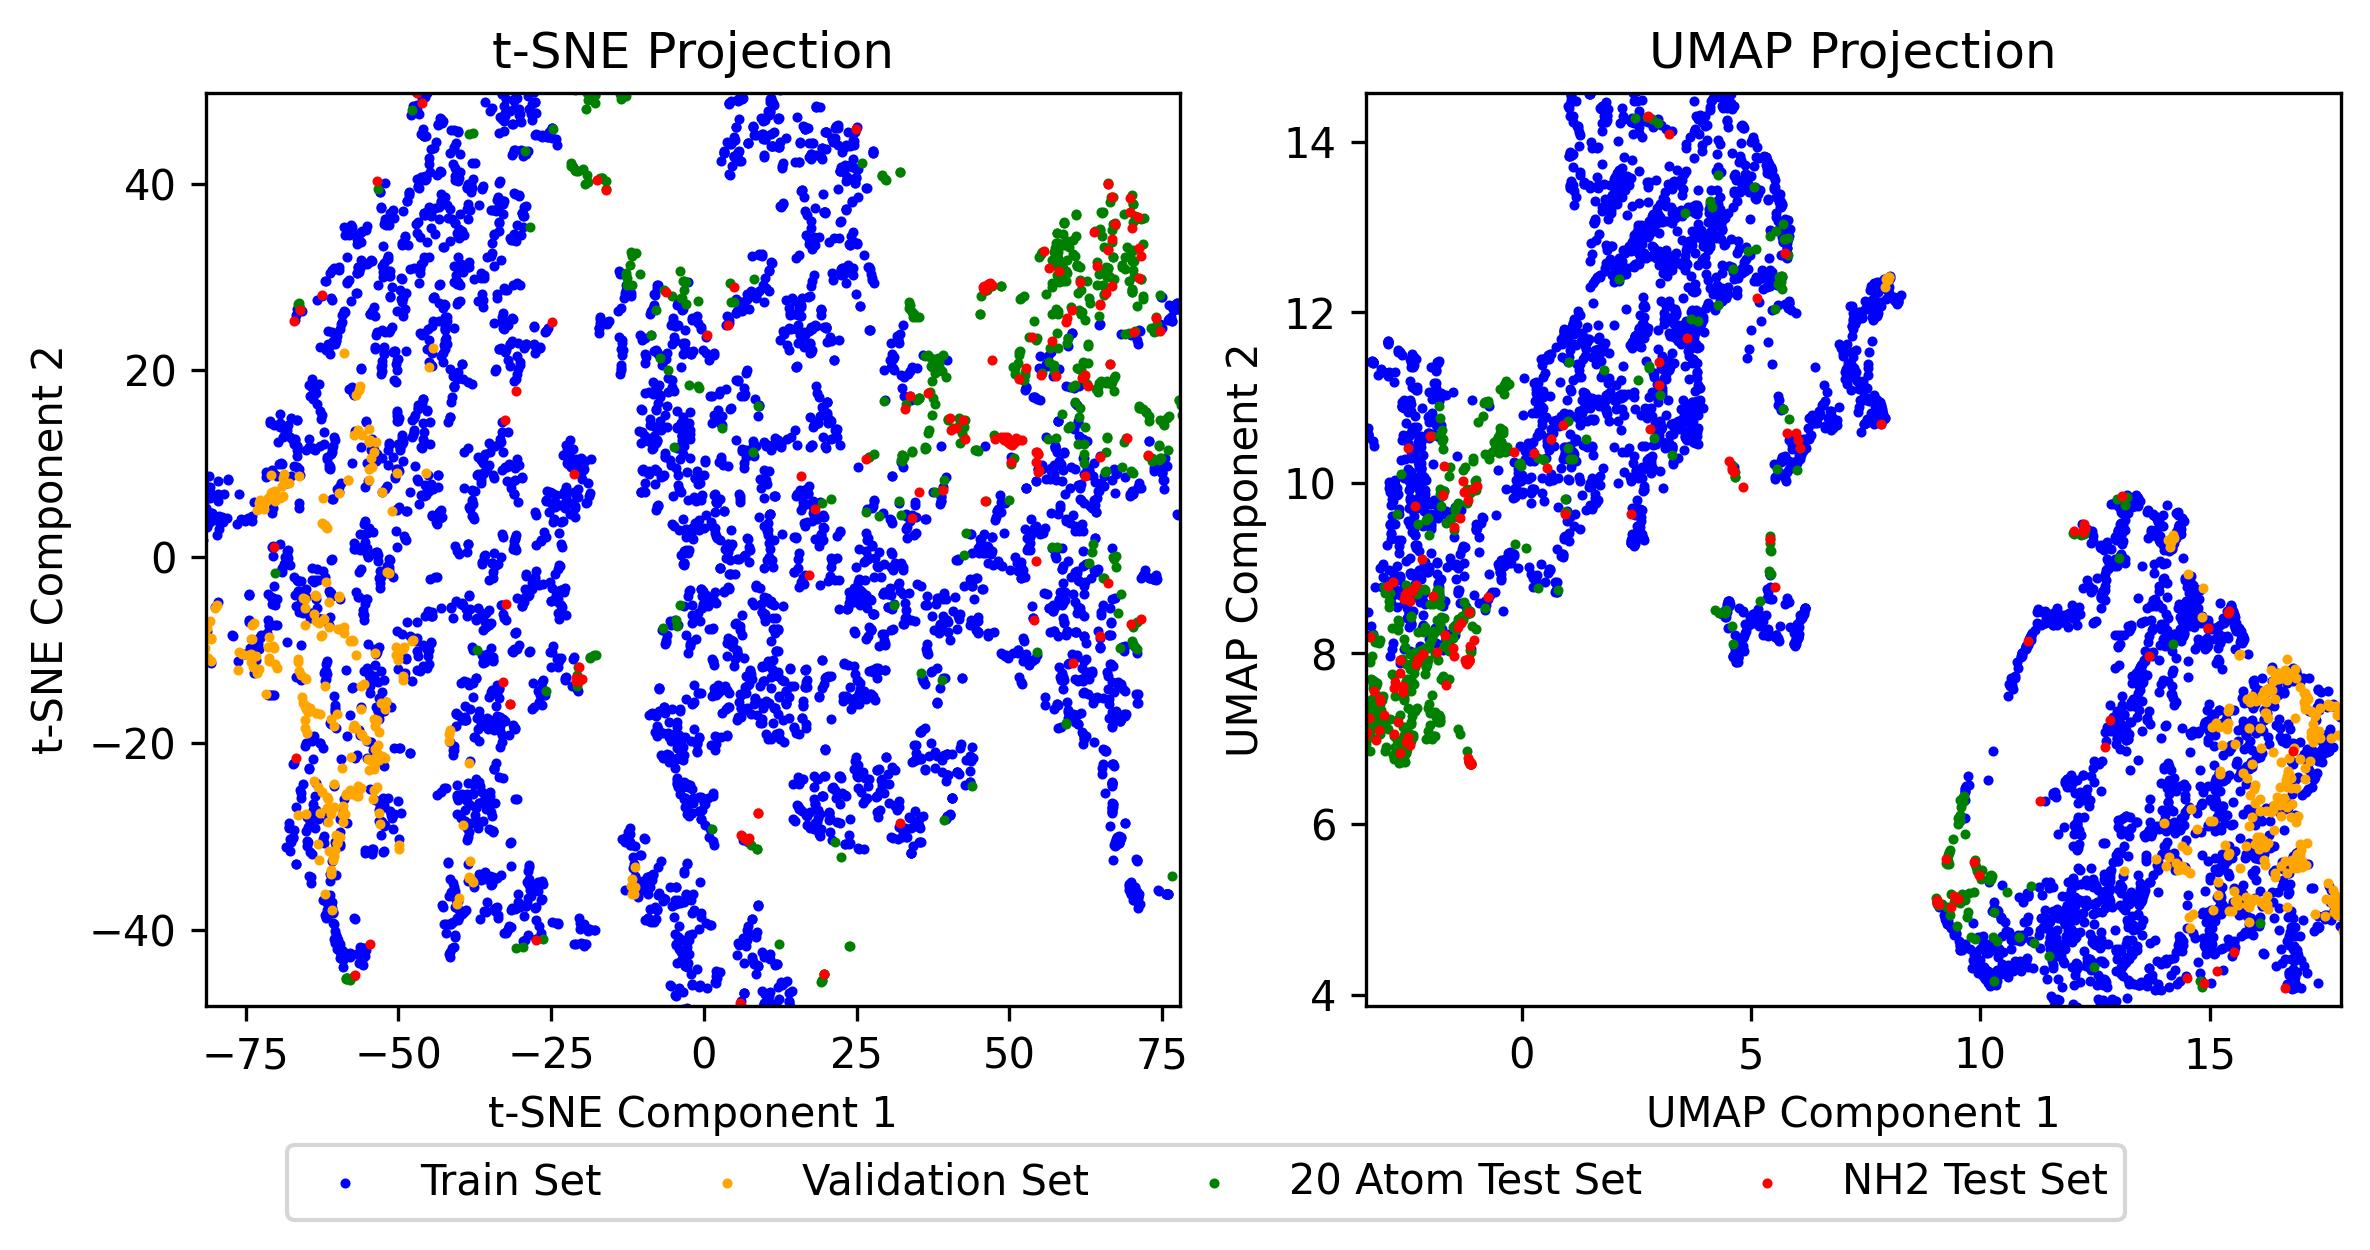 t-SNE Projection
UMAP Projection
t-SNE Component 2
40
20
0
−20
−40
−75
−50
−25
0
25
50
75
t-SNE Component 1
UMAP Component 2
14
12
10
8
6
4
0
5
10
15
UMAP Component 1
Train Set
Validation Set
20 Atom Test Set
NH2 Test Set